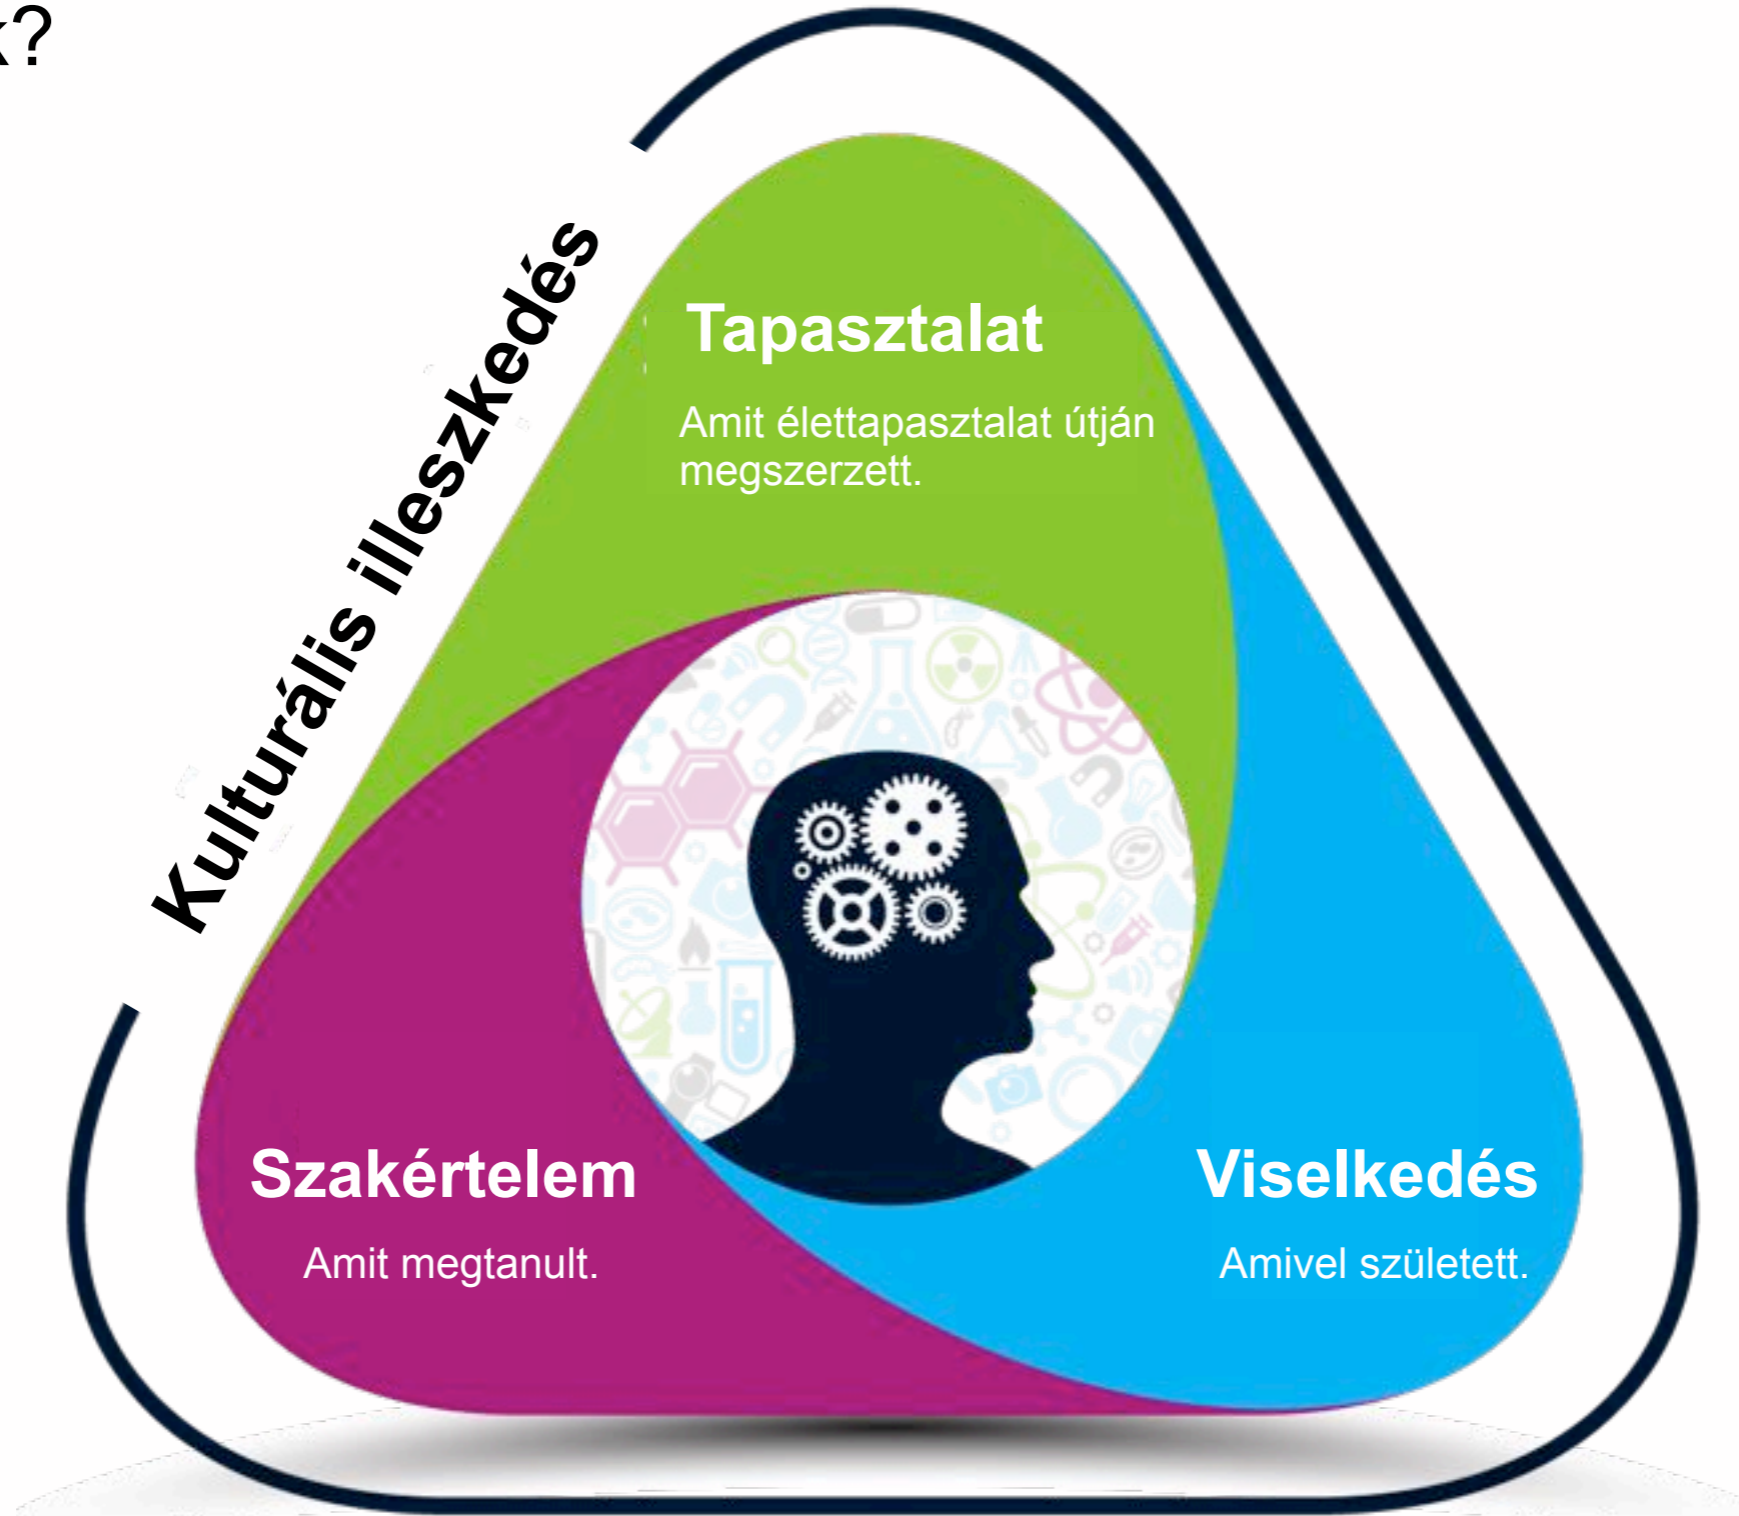 k?
Kulturális illeszkedés
Tapasztalat
Amit élettapasztalat útján
megszerzett.
Szakértelem
Amit megtanult.
Viselkedés
Amivel született.